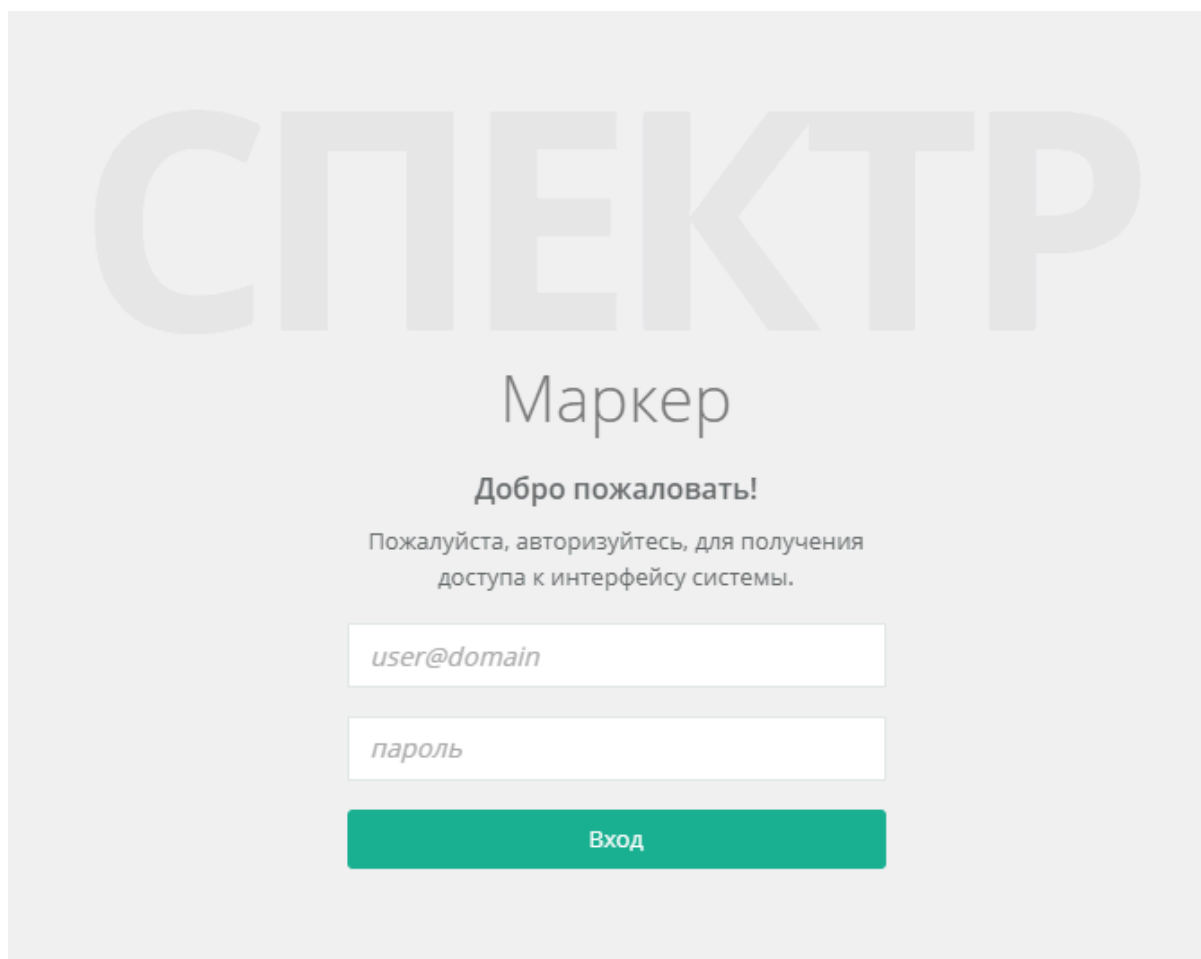 СПЕКТР
Маркер
Добро пожаловать!
Пожалуйста, авторизуйтесь, для получения
доступа к интерфейсу системы.
user@domain
пароль
Вход